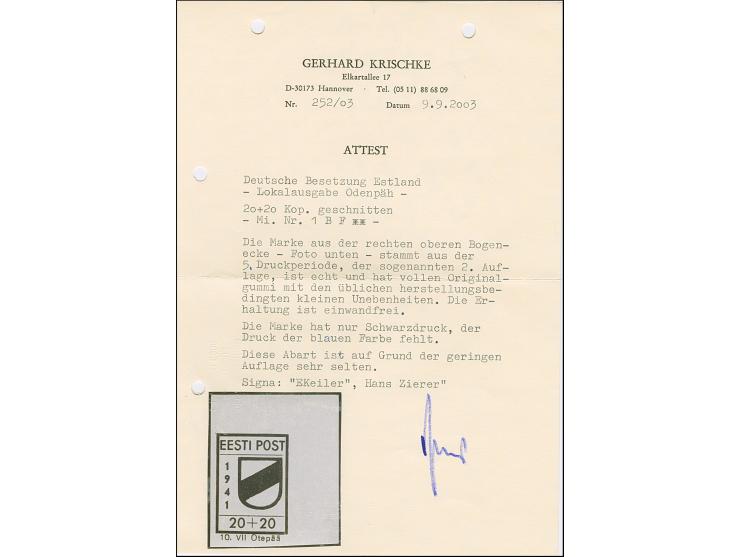 GERHARD KRISCHKE
Elkartallee 17
D-30173 Hannover · Tel. (05 11) 88 68 09
Nr. 252/03 Datum 9.9.2003
ATTEST
Deutsche Besetzung Estland
- Lokalausgabe Odenpäh -
20+20 Kop. geschnitten
- Mi. Nr. 1 B F ** -
Die Marke aus der rechten oberen Bogen-
ecke - Foto unten - stammt aus der
5. Druckperiode, der sogenannten 2. Auf-
lage, ist echt und hat vollen Original-
gummi mit den üblichen herstellungsbe-
dingten kleinen Unebenheiten. Die Er-
haltung ist einwandfrei.
Die Marke hat nur Schwarzdruck, der
Druck der blauen Farbe fehlt.
Diese Abart ist auf Grund der geringen
Auflage sehr selten.
Signa: "EKeiler", Hans Zierer"
EESTI POST
1941
20+20
10. VII Otepää